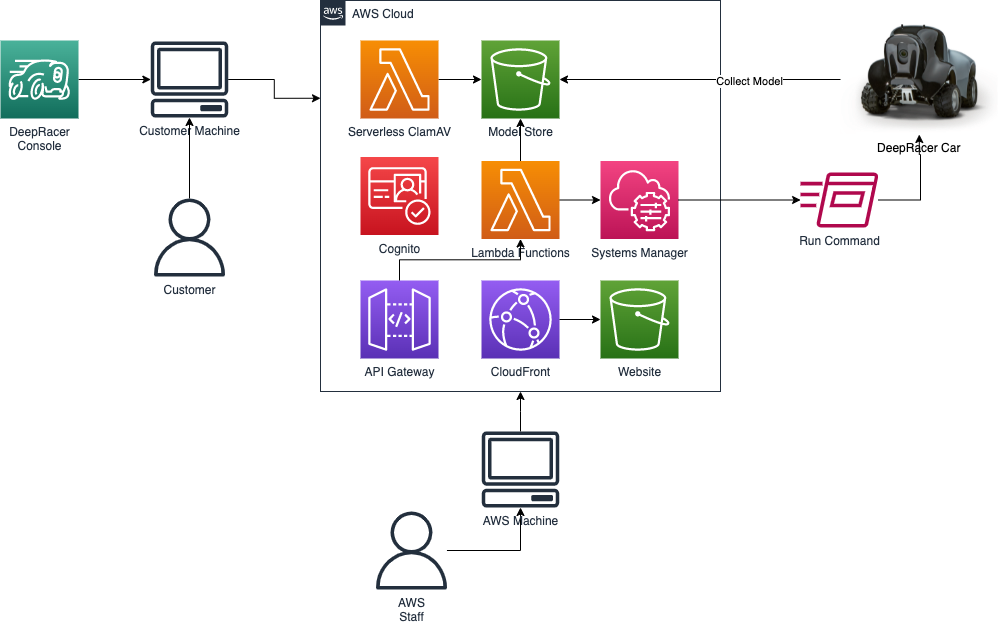 aws
AWS Cloud
DeepRacer
Console
Customer Machine
Serverless ClamAV
Model Store
Collect Model
DeepRacer Car
Customer
Cognito
Lambda Functions
Systems Manager
Run Command
API Gateway
CloudFront
Website
AWS Machine
AWS
Staff